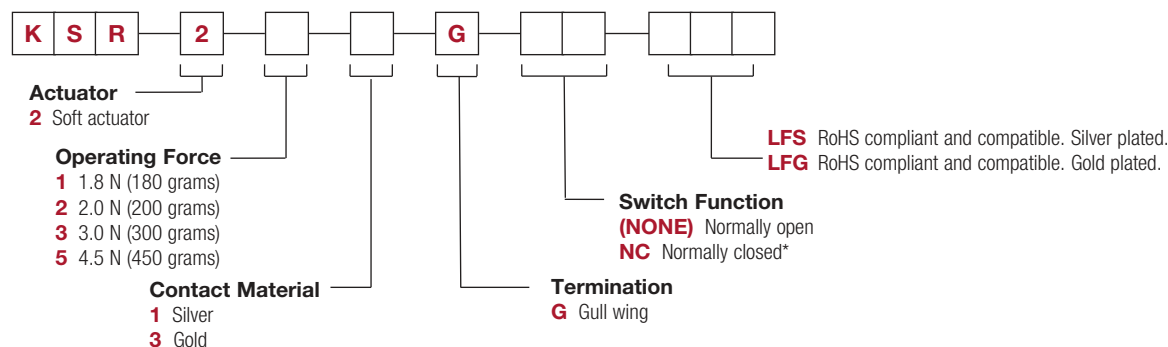 K S R 2 G
Actuator
2 Soft actuator
Operating Force
1 1.8 N (180 grams)
2 2.0 N (200 grams)
3 3.0 N (300 grams)
5 4.5 N (450 grams)
Contact Material
1 Silver
3 Gold
Termination
G Gull wing
Switch Function
(NONE) Normally open
NC Normally closed*
LFS RoHS compliant and compatible. Silver plated.
LFG RoHS compliant and compatible. Gold plated.